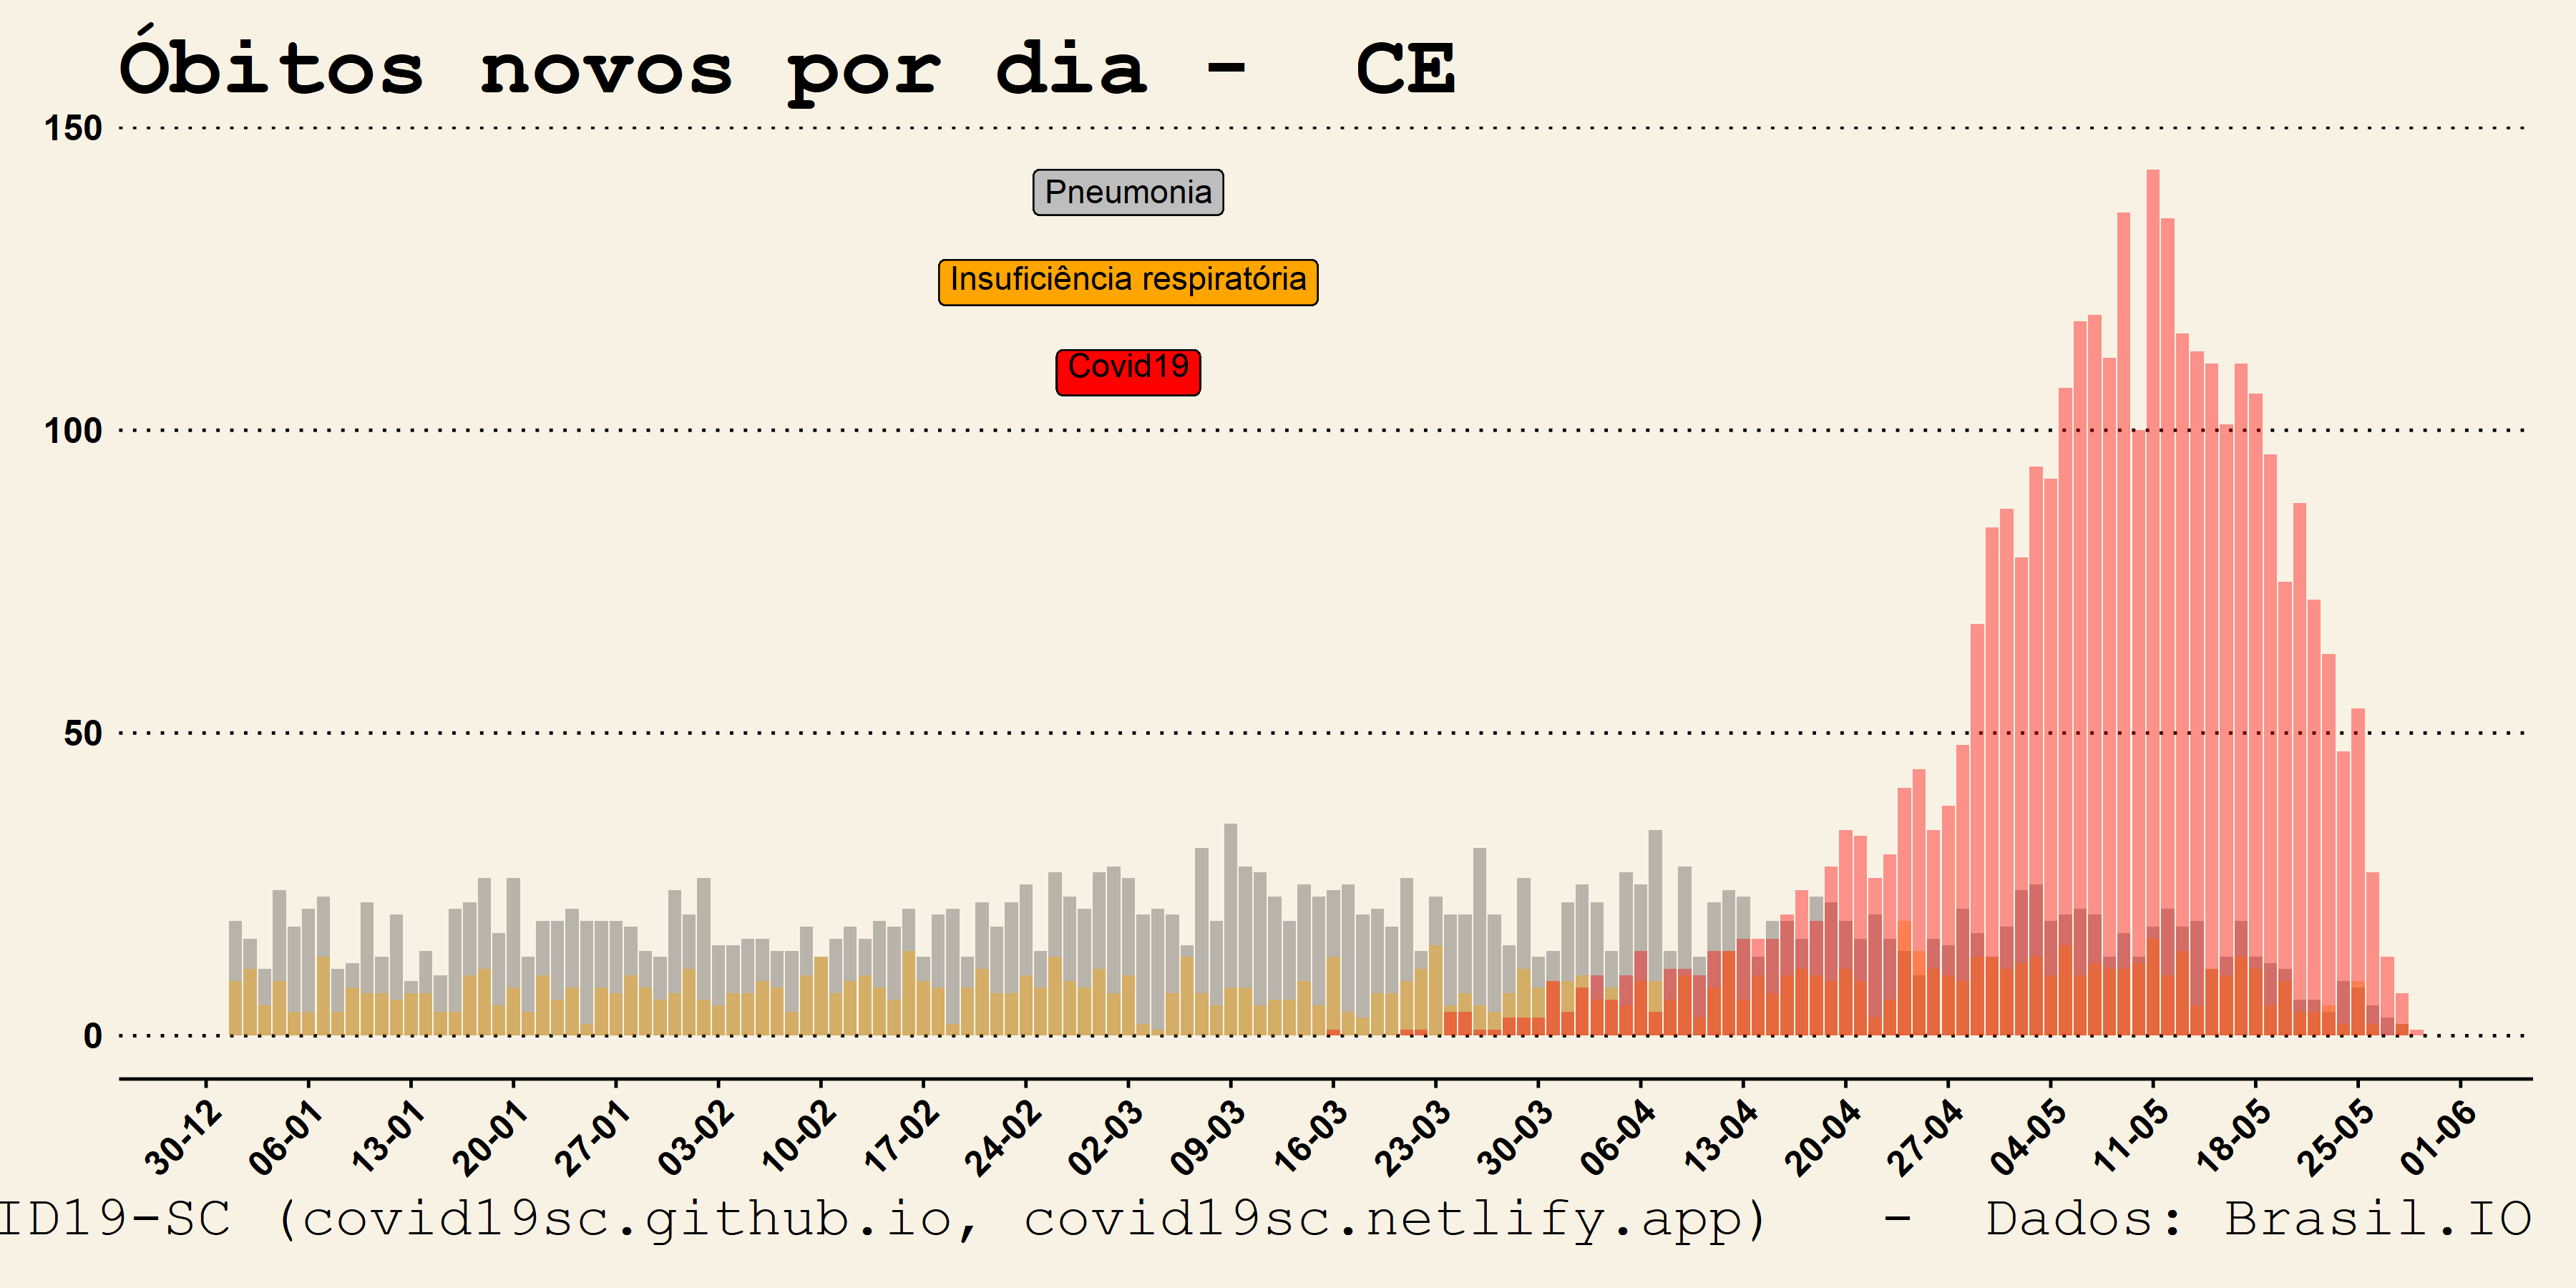 Óbitos novos por dia - CE
150
Pneumonia
Insuficiência respiratória
Covid19
100
50
0
30-12 06-01 13-01 20-01 27-01 03-02 10-02 17-02 24-02 02-03 09-03 16-03 23-03 30-03 06-04 13-04 20-04 27-04 04-05 11-05 18-05 25-05 01-06
ID19-SC (covid19sc.github.io, covid19sc.netlify.app) - Dados: Brasil.IO